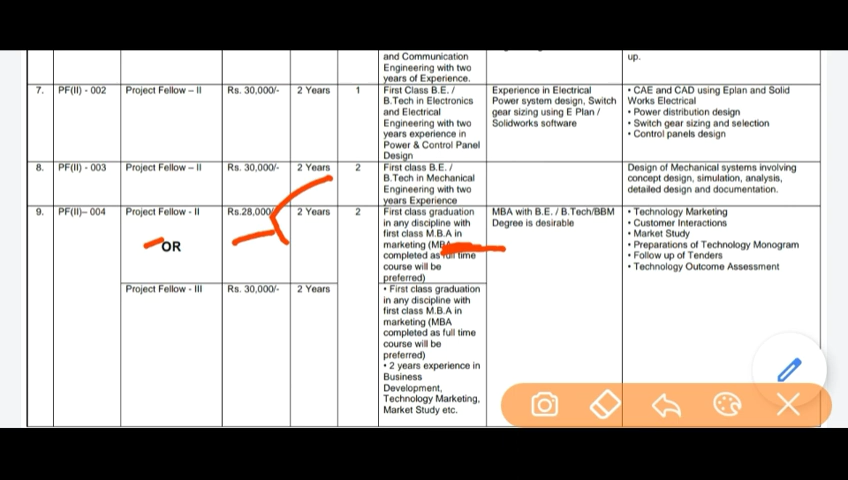 and Communication
Engineering with two
years of Experience.
up.
7. PF(II) - 002 Project Fellow – II Rs. 30,000/- 2 Years 1
First Class B.E. /
B.Tech in Electronics
and Electrical
Engineering with two
years experience in
Power & Control Panel
Design
Experience in Electrical
Power system design, Switch
gear sizing using E Plan /
Solidworks software
• CAE and CAD using Eplan and Solid
Works Electrical
• Power distribution design
• Switch gear sizing and selection
• Control panels design
8. PF(II) - 003 Project Fellow – II Rs. 30,000/- 2 Years 2
First class B.E. /
B.Tech in Mechanical
Engineering with two
years Experience
Design of Mechanical systems involving
concept design, simulation, analysis,
detailed design and documentation.
9. PF(II)– 004 Project Fellow - II Rs.28,000/- 2 Years 2
OR
First class graduation
in any discipline with
first class M.B.A in
marketing (MBA
completed as full time
course will be
preferred)
MBA with B.E. / B.Tech/BBM
Degree is desirable
• Technology Marketing
• Customer Interactions
• Market Study
• Preparations of Technology Monogram
• Follow up of Tenders
• Technology Outcome Assessment
Project Fellow - III Rs. 30,000/- 2 Years
• First class graduation
in any discipline with
first class M.B.A in
marketing (MBA
completed as full time
course will be
preferred)
• 2 years experience in
Business
Development,
Technology Marketing,
Market Study etc.